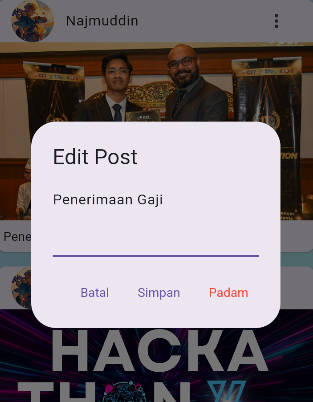 Najmuddin
Edit Post
Penerimaan Gaji
Pene
Batal Simpan Padam
HACKA
THON